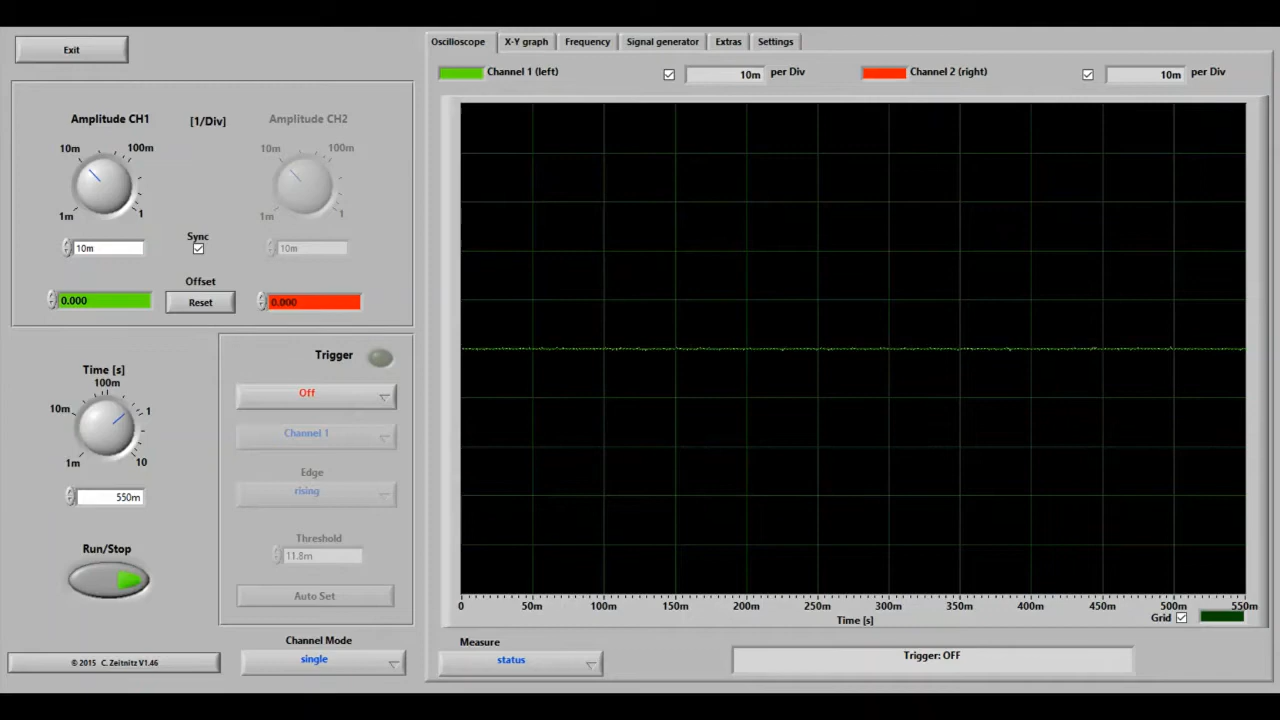 Exit
Oscilloscope X-Y graph Frequency Signal generator Extras Settings
Channel 1 (left) 10m per Div Channel 2 (right) 10m per Div
Amplitude CH1 [1/Div] Amplitude CH2
10m 100m 10m 100m
1m 1 1m 1
Sync
10m 10m
Offset
0.000 Reset 0.000
Time [s]
100m
10m 1
1m 10
550m
Run/Stop
Trigger
Off
Channel 1
Edge
rising
Threshold
11.8m
Auto Set
0 50m 100m 150m 200m 250m 300m 350m 400m 450m 500m 550m
Time [s]
Grid
Channel Mode
single
© 2015 C. Zeitnitz V1.46
Measure
status
Trigger: OFF